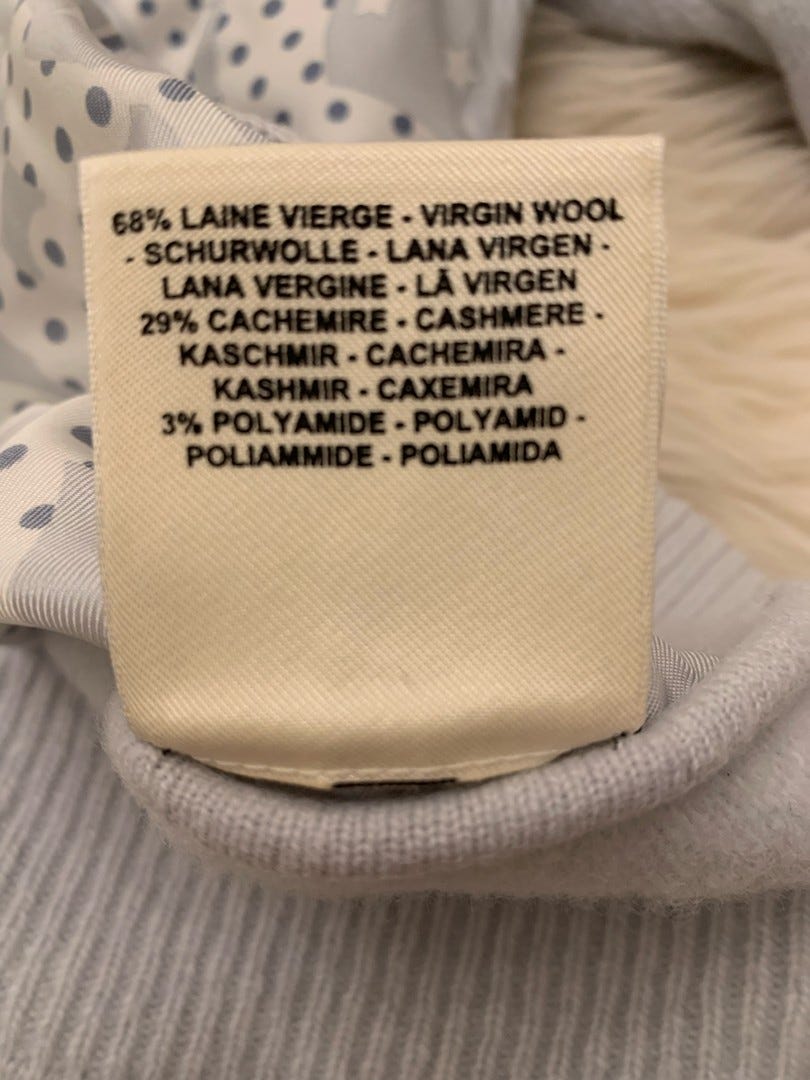 68% LAINE VIERGE - VIRGIN WOOL
- SCHURWOLLE - LANA VIRGEN -
LANA VERGINE - LÃ VIRGEN
29% CACHEMIRE - CASHMERE -
KASCHMIR - CACHEMIRA -
KASHMIR - CAXEMIRA
3% POLYAMIDE - POLYAMID -
POLIAMMIDE - POLIAMIDA